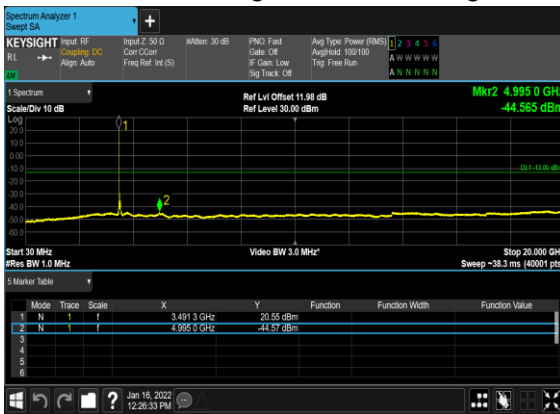 Spectrum Analyzer 1
Swept SA
KEYSIGHT Input: RF Input Z: 50 Ω #Atten: 30 dB PNO: Fast Avg Type: Power (RMS) 1 2 3 4 5 6
RL Coupling: DC Corr CCorr Gate: Off Avg|Hold: 100/100 A W W W W W
Align: Auto Freq Ref: Int (S) IF Gain: Low Trig: Free Run
LV Sig Track: Off A N N N N N
1 Spectrum Ref Lvl Offset 11.98 dB Mkr2 4.995 0 GHz
Scale/Div 10 dB Ref Level 30.00 dBm -44.565 dBm
Log
1
20.0
10.0
0.00
-10.0 DL1 -13.00 dBm
-20.0
-30.0
-40.0 2
-50.0
-60.0
Start 30 MHz Video BW 3.0 MHz* Stop 20.000 GHz
#Res BW 1.0 MHz Sweep ~38.3 ms (40001 pts)
5 Marker Table
Mode Trace Scale X Y Function Function Width Function Value
1 N 1 f 3.491 3 GHz 20.55 dBm
2 N 1 f 4.995 0 GHz -44.57 dBm
3
4
5
6
? Jan 16, 2022
12:26:33 PM